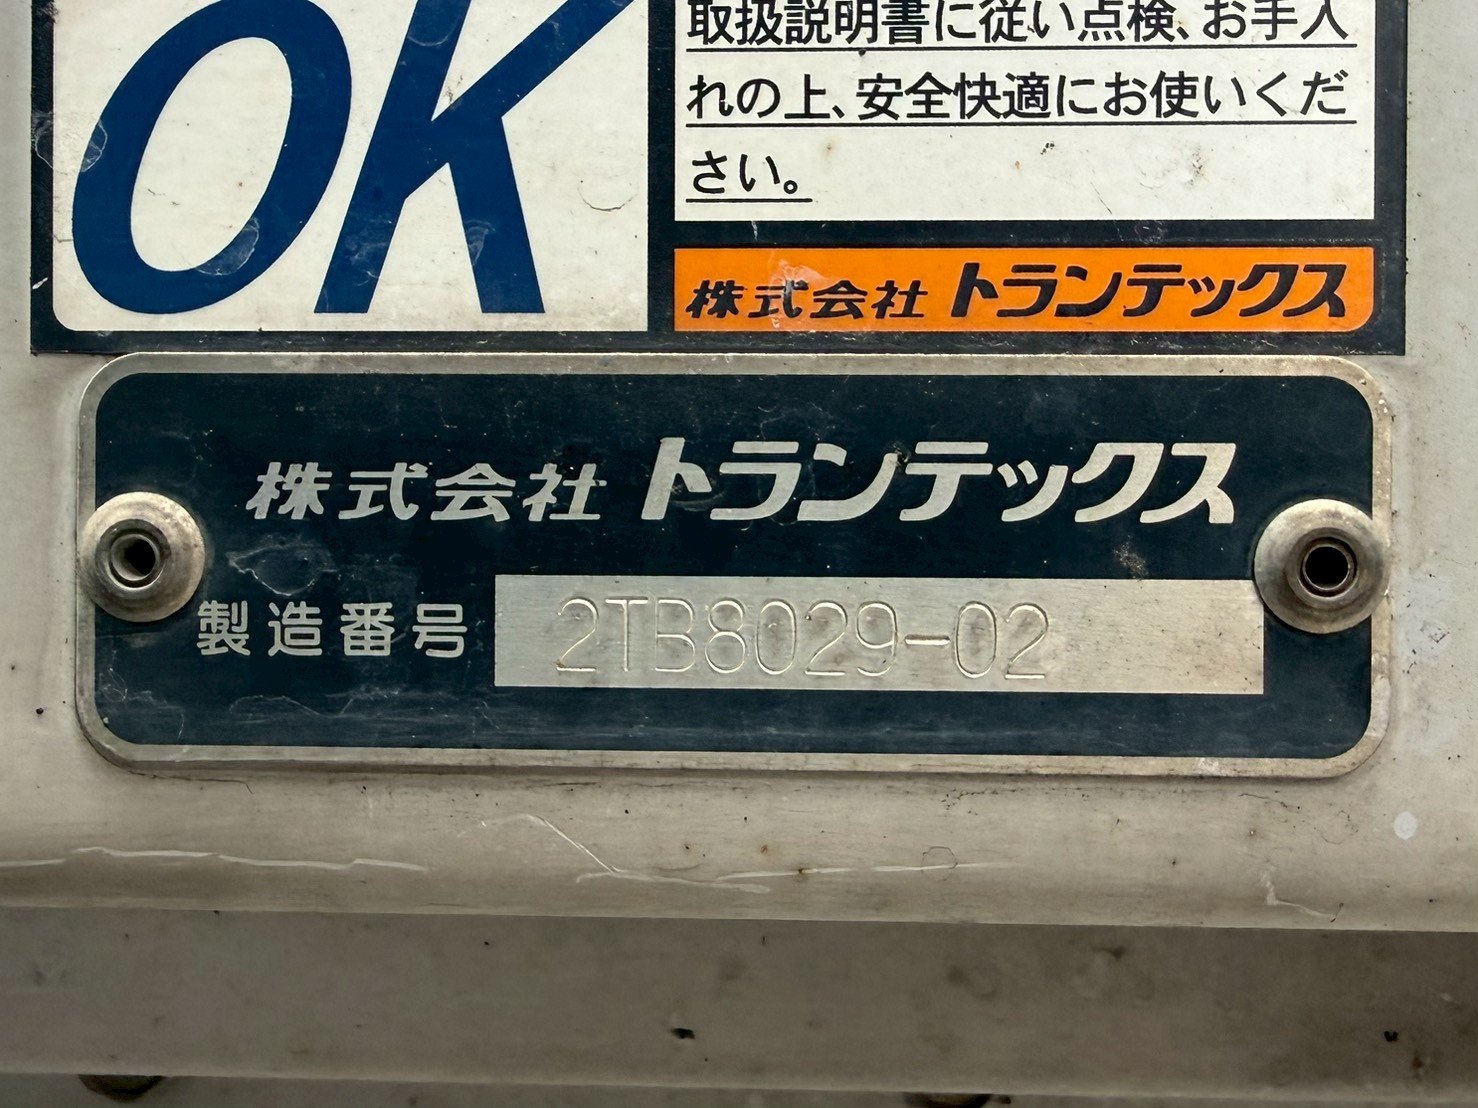 OK
取扱説明書に従い点検、お手入
れの上、安全快適にお使いくだ
さい。
株式会社 トランテックス
株式会社 トランテックス
製造番号 2TB8029-02